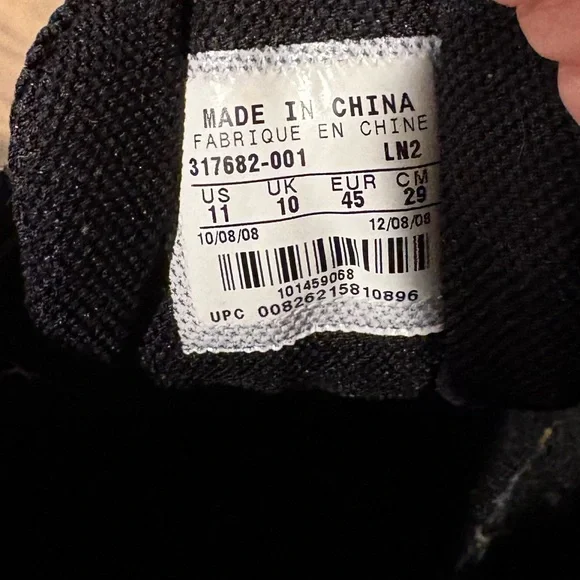 MADE IN CHINA
FABRIQUE EN CHINE
317682-001 LN2
US UK EUR CM
11 10 45 29
10/08/08 12/08/08
101459068
UPC 00826215810896